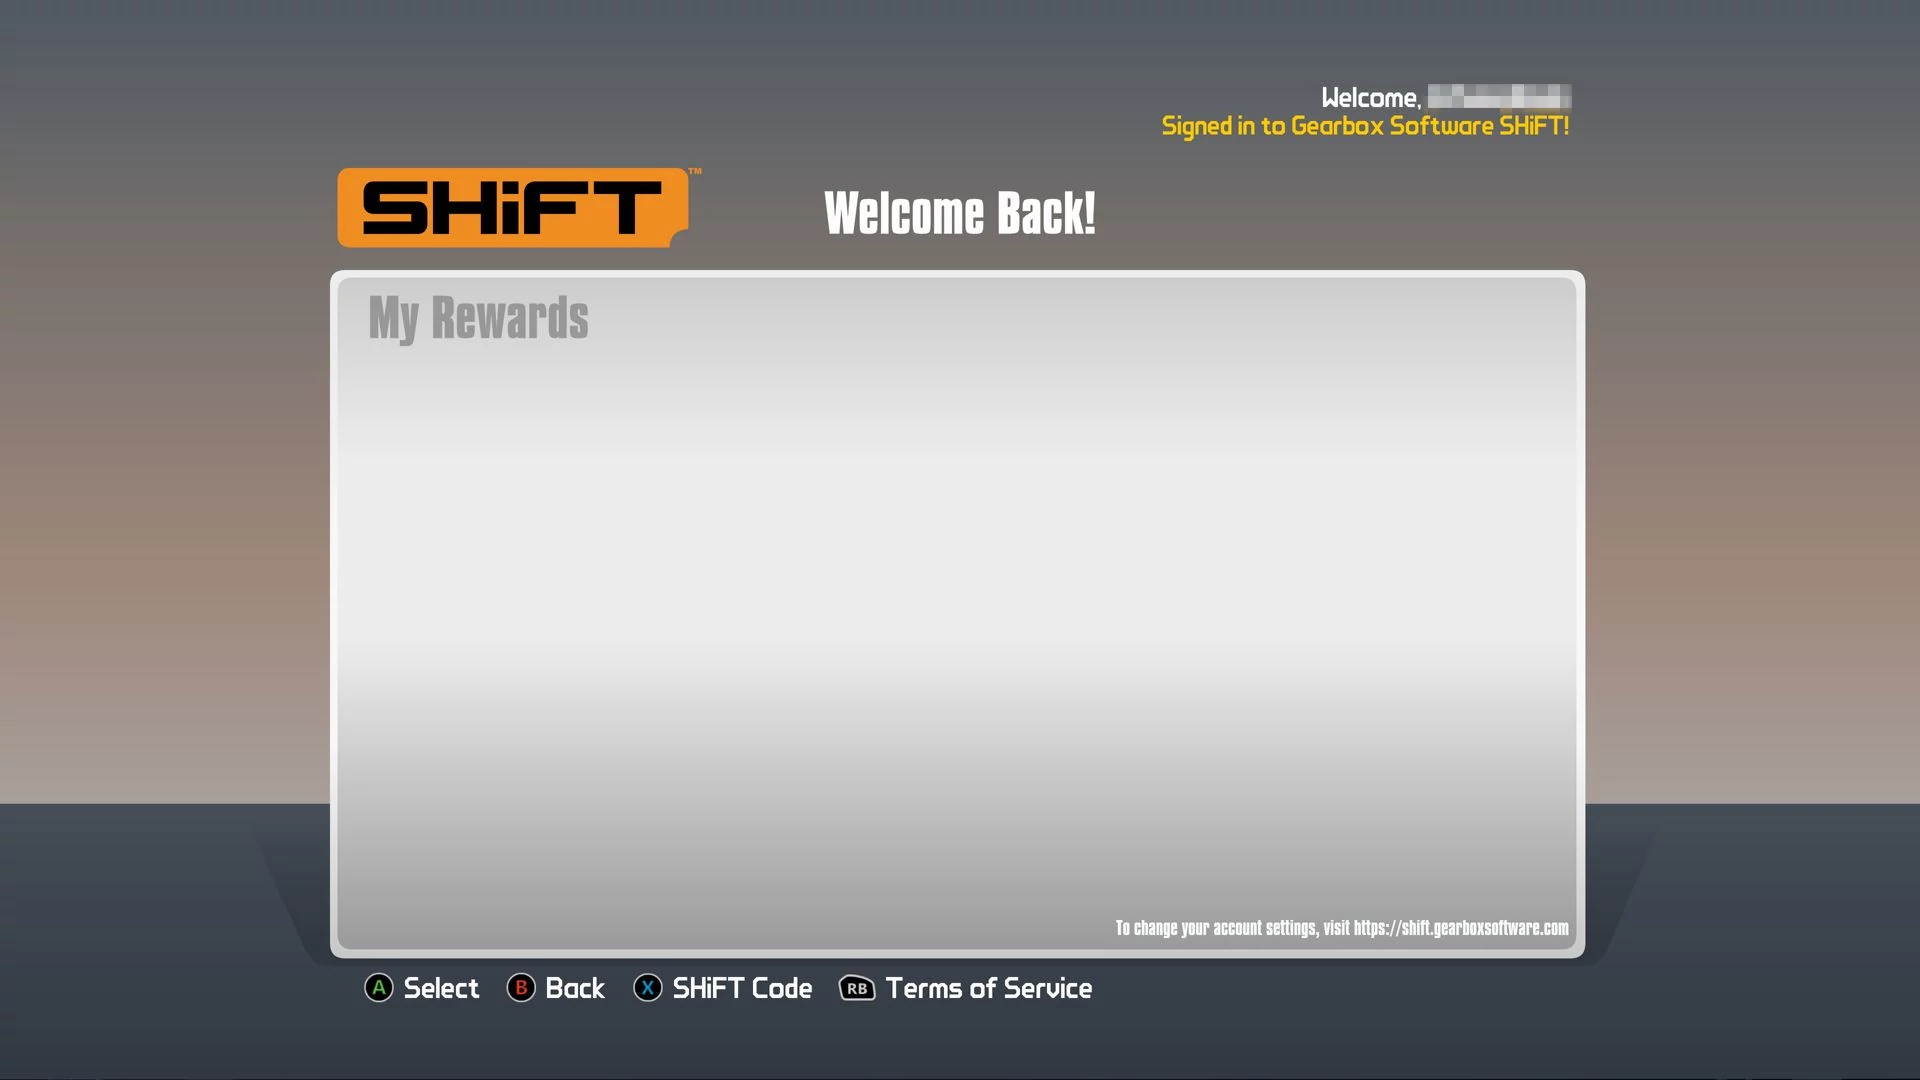 Welcome,
Signed in to Gearbox Software SHiFT!
SHiFT™
Welcome Back!
My Rewards
To change your account settings, visit https://shift.gearboxsoftware.com
A Select B Back X SHiFT Code RB Terms of Service